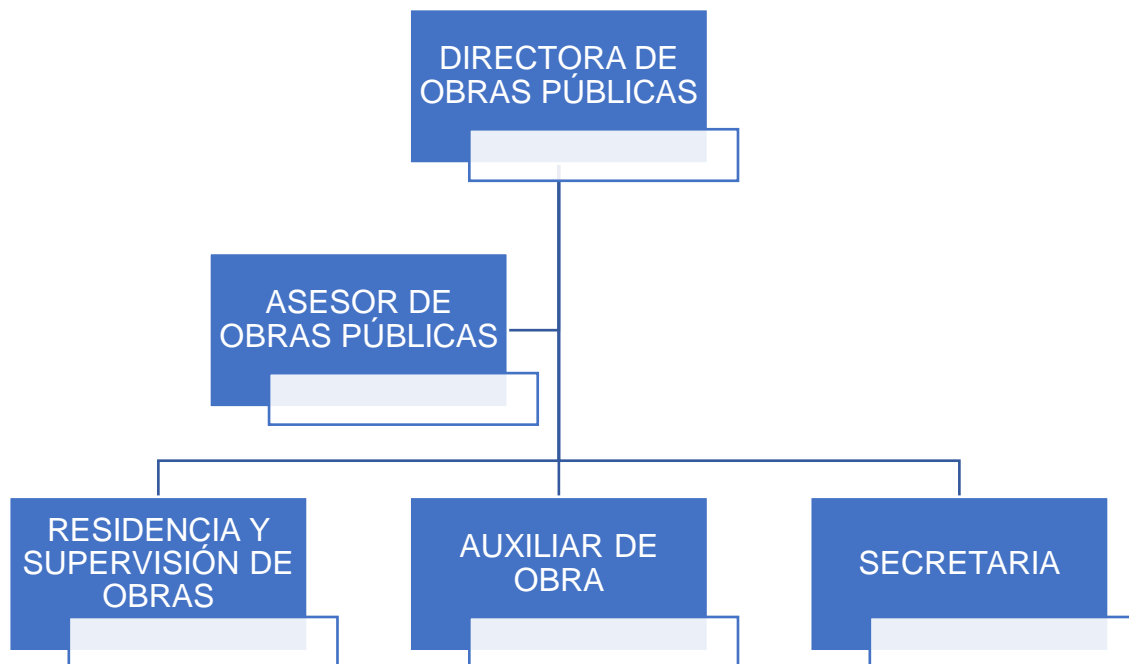 DIRECTORA DE
OBRAS PÚBLICAS
ASESOR DE
OBRAS PÚBLICAS
RESIDENCIA Y
SUPERVISIÓN DE
OBRAS
AUXILIAR DE
OBRA
SECRETARIA